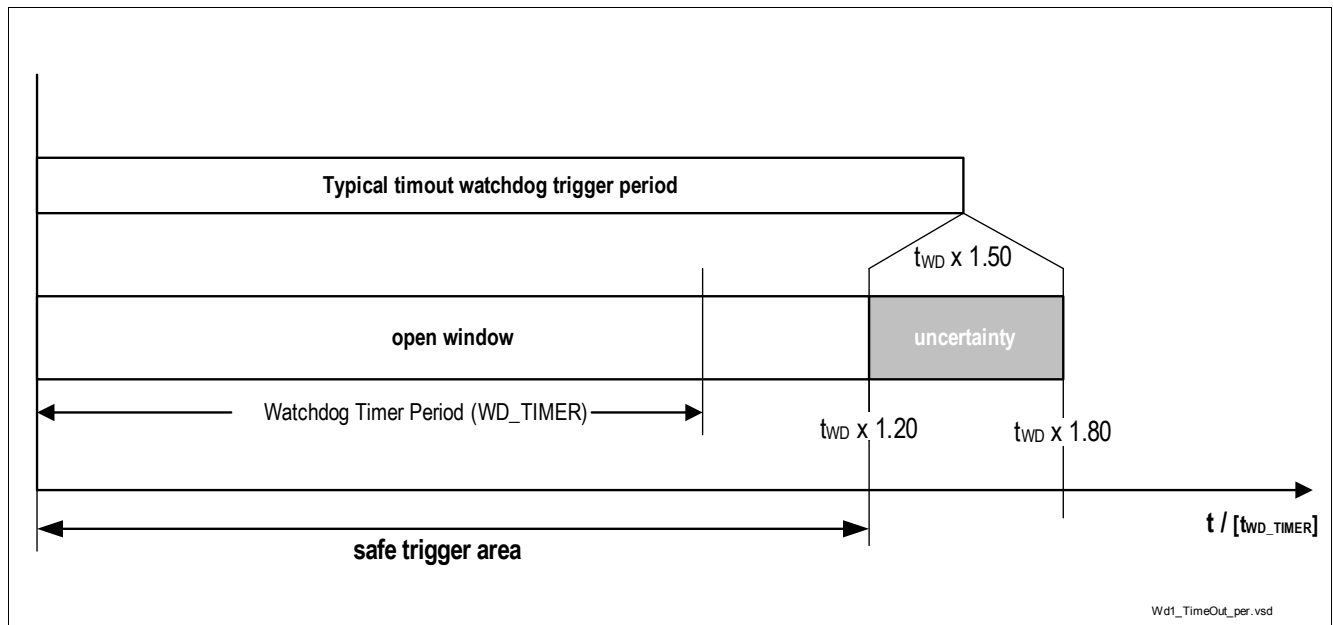 Typical timout watchdog trigger period
tWD x 1.50
open window
uncertainty
Watchdog Timer Period (WD_TIMER)
tWD x 1.20
tWD x 1.80
t / [tWD_TIMER]
safe trigger area
Wd1_TimeOut_per.vsd